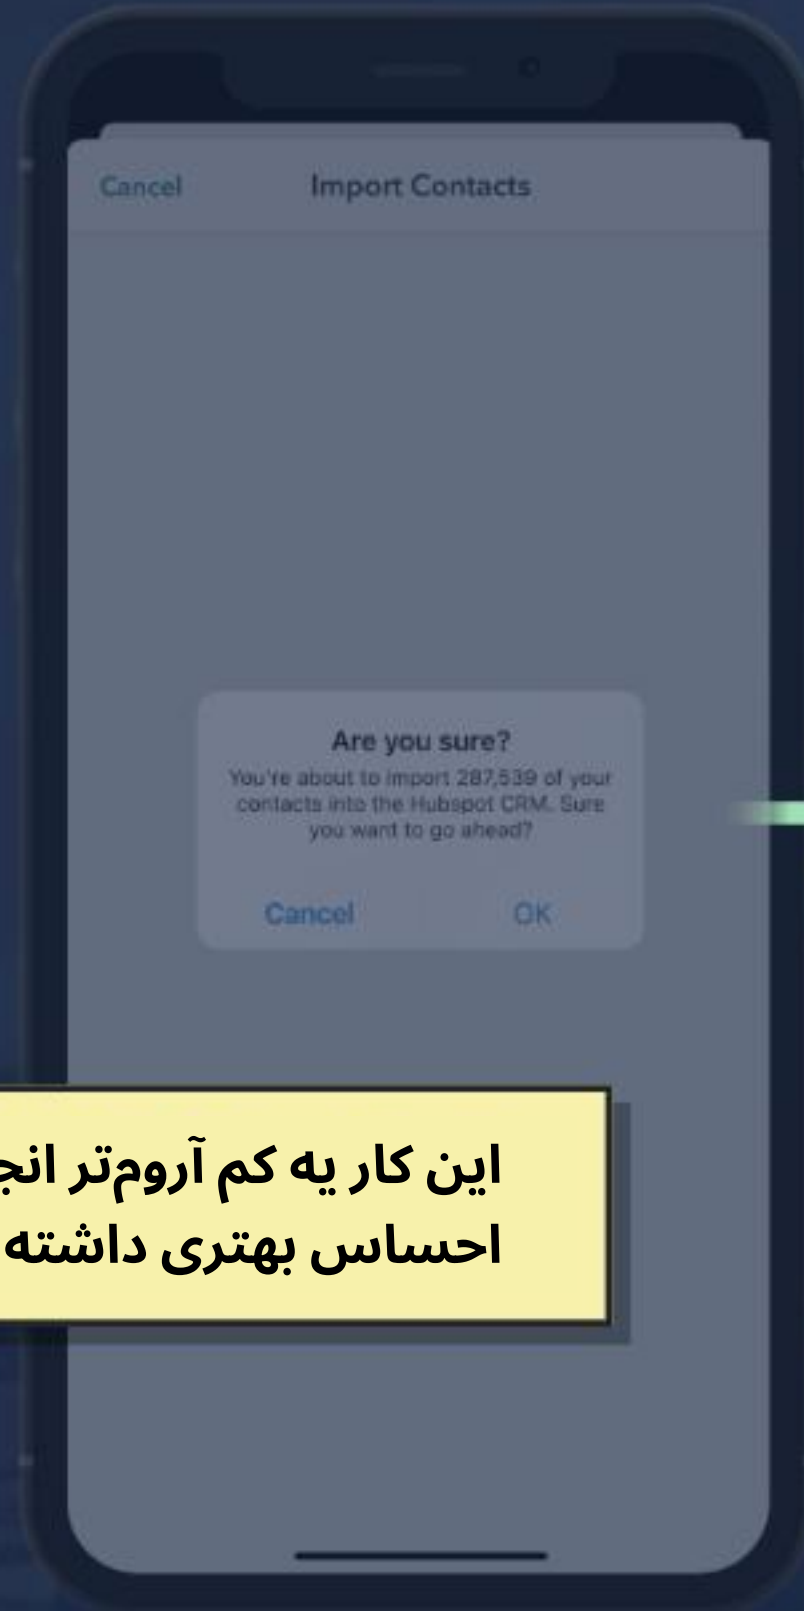 Cancel
Import Contacts
Are you sure?
You're about to import 287,539 of your
contacts into the Hubspot CRM. Sure
you want to go ahead?
Cancel
OK
این کار یه کم آروم‌تر انج
احساس بهتری داشته